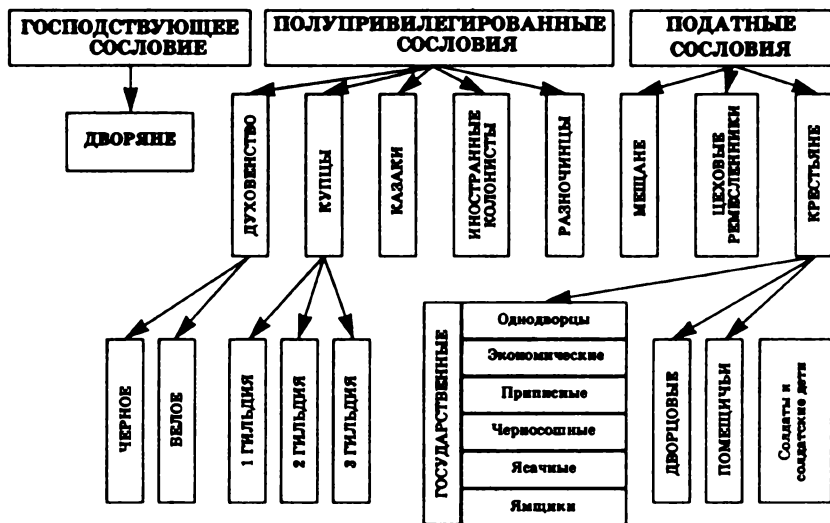 ГОСПОДСТВУЮЩЕЕ
СОСЛОВИЕ
ПОЛУПРИВИЛЕГИРОВАННЫЕ
СОСЛОВИЯ
ПОДАТНЫЕ
СОСЛОВИЯ
ДВОРЯНЕ
ДУХОВЕНСТВО
КУПЦЫ
КАЗАКИ
ИНОСТРАННЫЕ
КОЛОНИСТЫ
РАЗНОЧИНЦЫ
МЕЩАНЕ
ЦЕХОВЫЕ
РЕМЕСЛЕННИКИ
КРЕСТЬЯНЕ
ЧЕРНОЕ
БЕЛОЕ
1 ГИЛЬДИЯ
2 ГИЛЬДИЯ
3 ГИЛЬДИЯ
ГОСУДАРСТВЕННЫЕ
Однодворцы
Экономические
Приписные
Черносошные
Ясачные
Ямщики
ДВОРЦОВЫЕ
ПОМЕЩИЧЬИ
Солдаты и
солдатские дети